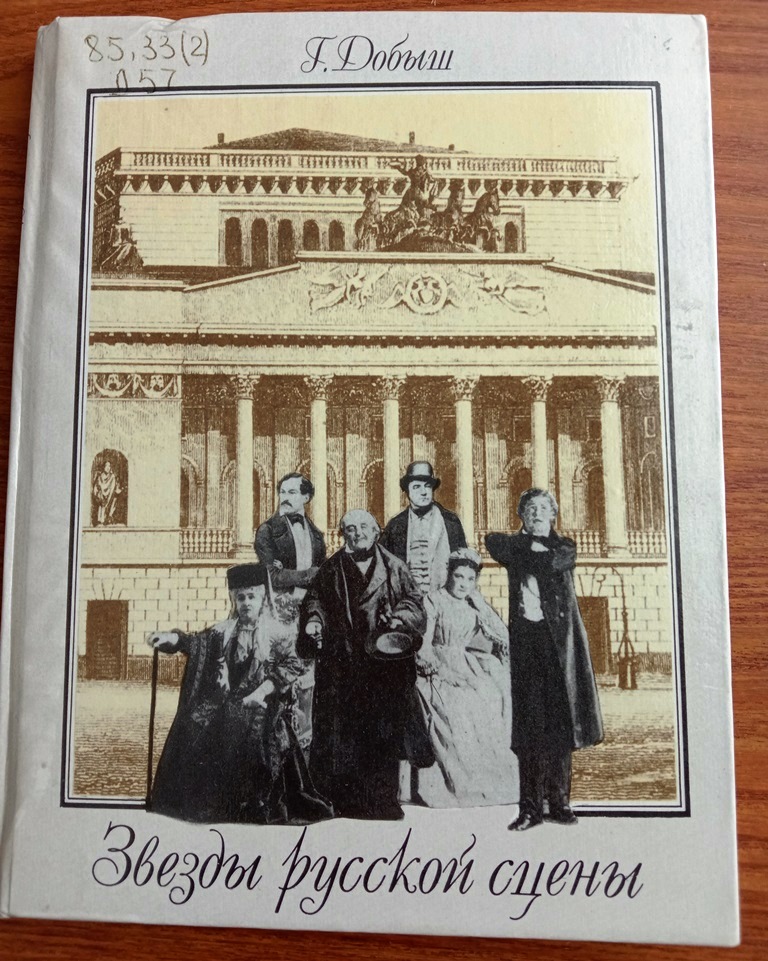 85.33(2)
Д57
Г. Добыш
Звезды русской сцены